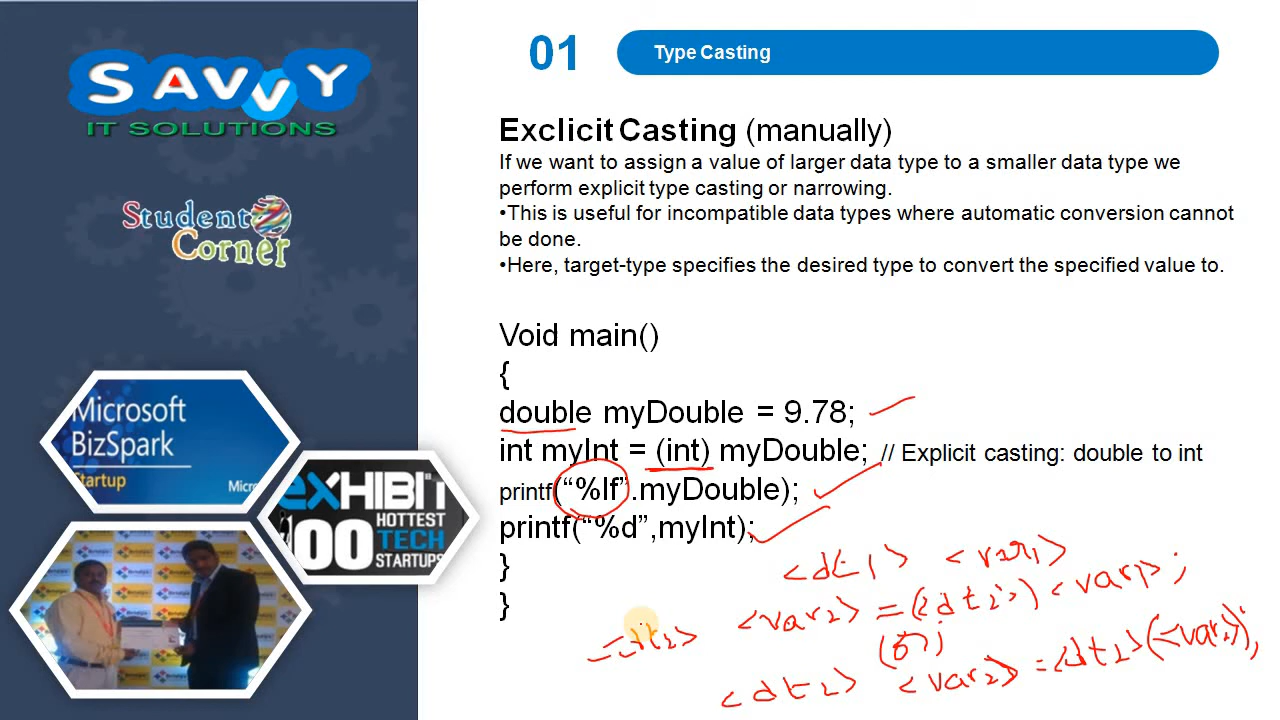 SAVVY
IT SOLUTIONS
Student
Corner
Microsoft
BizSpark
Startup
Micros
eXHIBIT
100 HOTTEST
TECH
STARTUPS
01 Type Casting
Exclicit Casting (manually)
If we want to assign a value of larger data type to a smaller data type we
perform explicit type casting or narrowing.
•This is useful for incompatible data types where automatic conversion cannot
be done.
•Here, target-type specifies the desired type to convert the specified value to.
Void main()
{
double myDouble = 9.78;
int myInt = (int) myDouble; // Explicit casting: double to int
printf(“%lf”.myDouble);
printf(“%d”,myInt);
}
}
<dt1> <var1>
<dt2> <var2> = (<dt2>) <var1>;
(or)
<dt2> <var2> = <dt2>(<var2>);